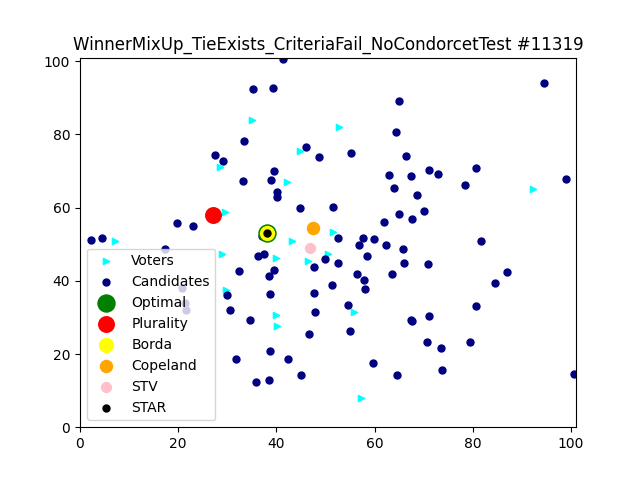 WinnerMixUp_TieExists_CriteriaFail_NoCondorcetTest #11319
100
80
60
40
20
0
Voters
Candidates
Optimal
Plurality
Borda
Copeland
STV
STAR
0 20 40 60 80 100